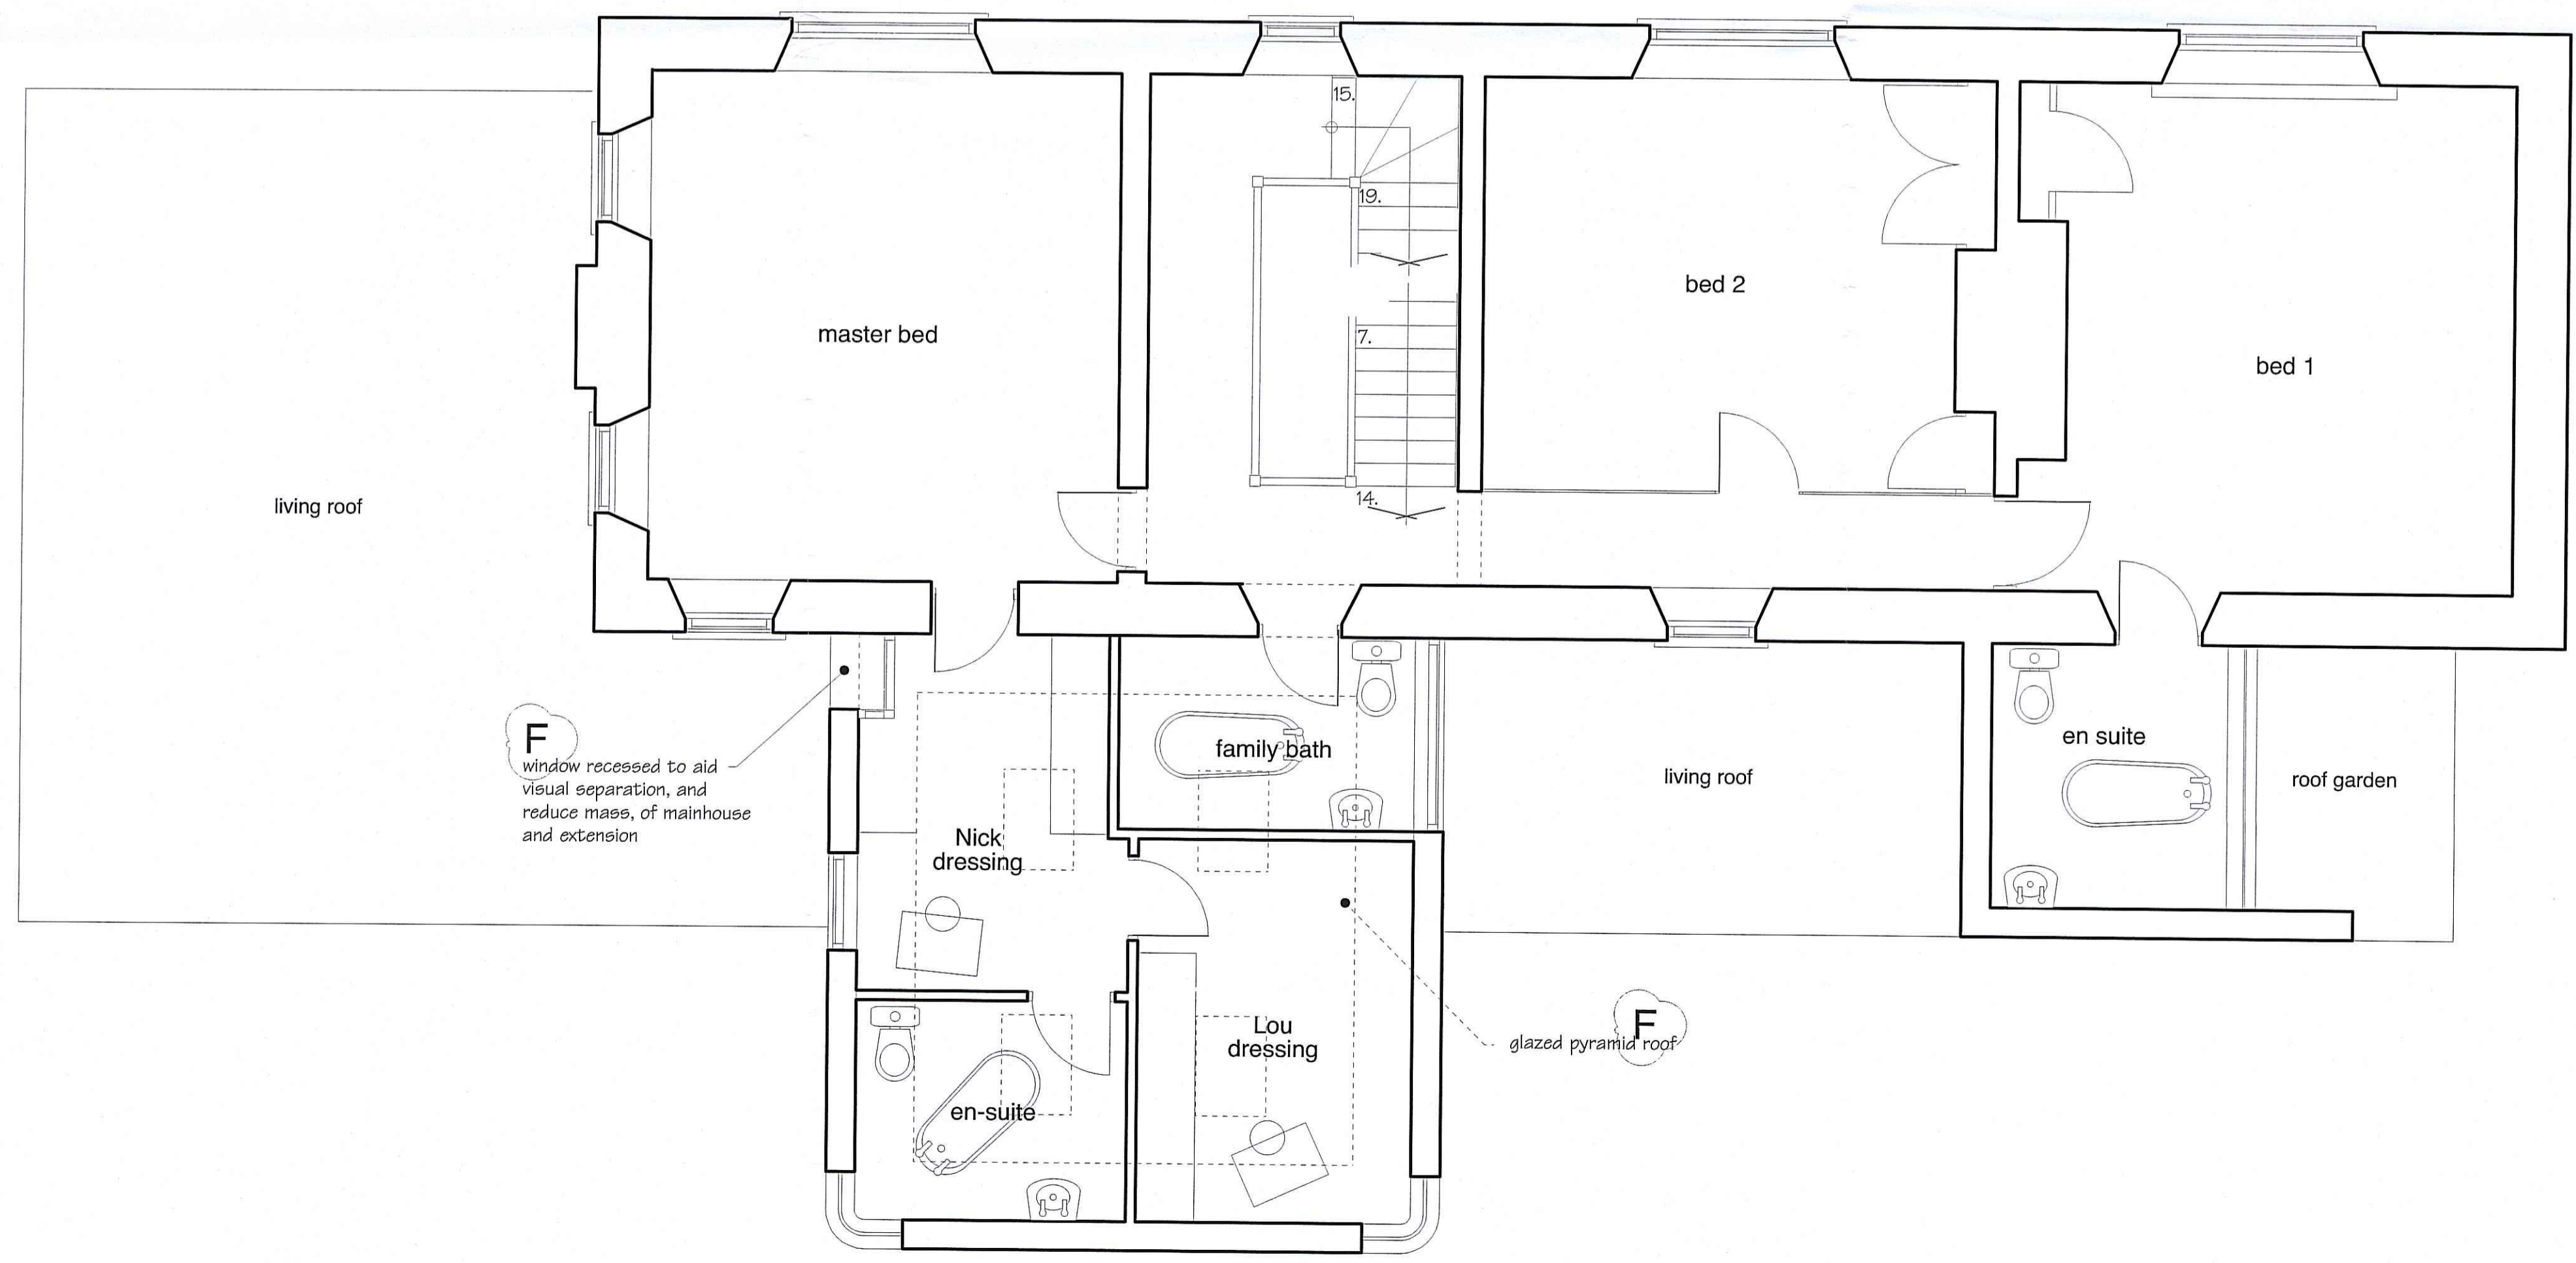 15.
19.
7.
14.
master bed
bed 2
bed 1
living roof
F
window recessed to aid
visual separation, and
reduce mass, of mainhouse
and extension
family bath
living roof
en suite
roof garden
Nick
dressing
Lou
dressing
F
glazed pyramid roof
en-suite